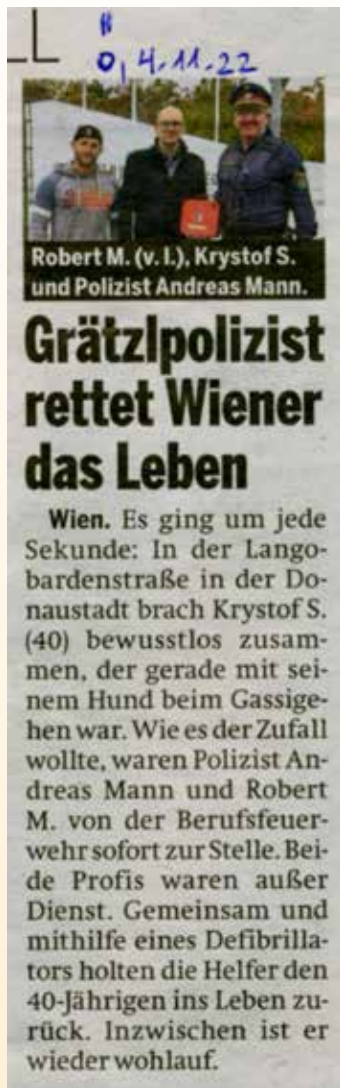 LL
"
0, 4.11.22
Robert M. (v. l.), Krystof S.
und Polizist Andreas Mann.
Grätzlpolizist
rettet Wiener
das Leben
Wien. Es ging um jede
Sekunde: In der Lango-
bardenstraße in der Do-
naustadt brach Krystof S.
(40) bewusstlos zusam-
men, der gerade mit sei-
nem Hund beim Gassige-
hen war. Wie es der Zufall
wollte, waren Polizist An-
dreas Mann und Robert
M. von der Berufsfeuer-
wehr sofort zur Stelle. Bei-
de Profis waren außer
Dienst. Gemeinsam und
mithilfe eines Defibrilla-
tors holten die Helfer den
40-Jährigen ins Leben zu-
rück. Inzwischen ist er
wieder wohlauf.